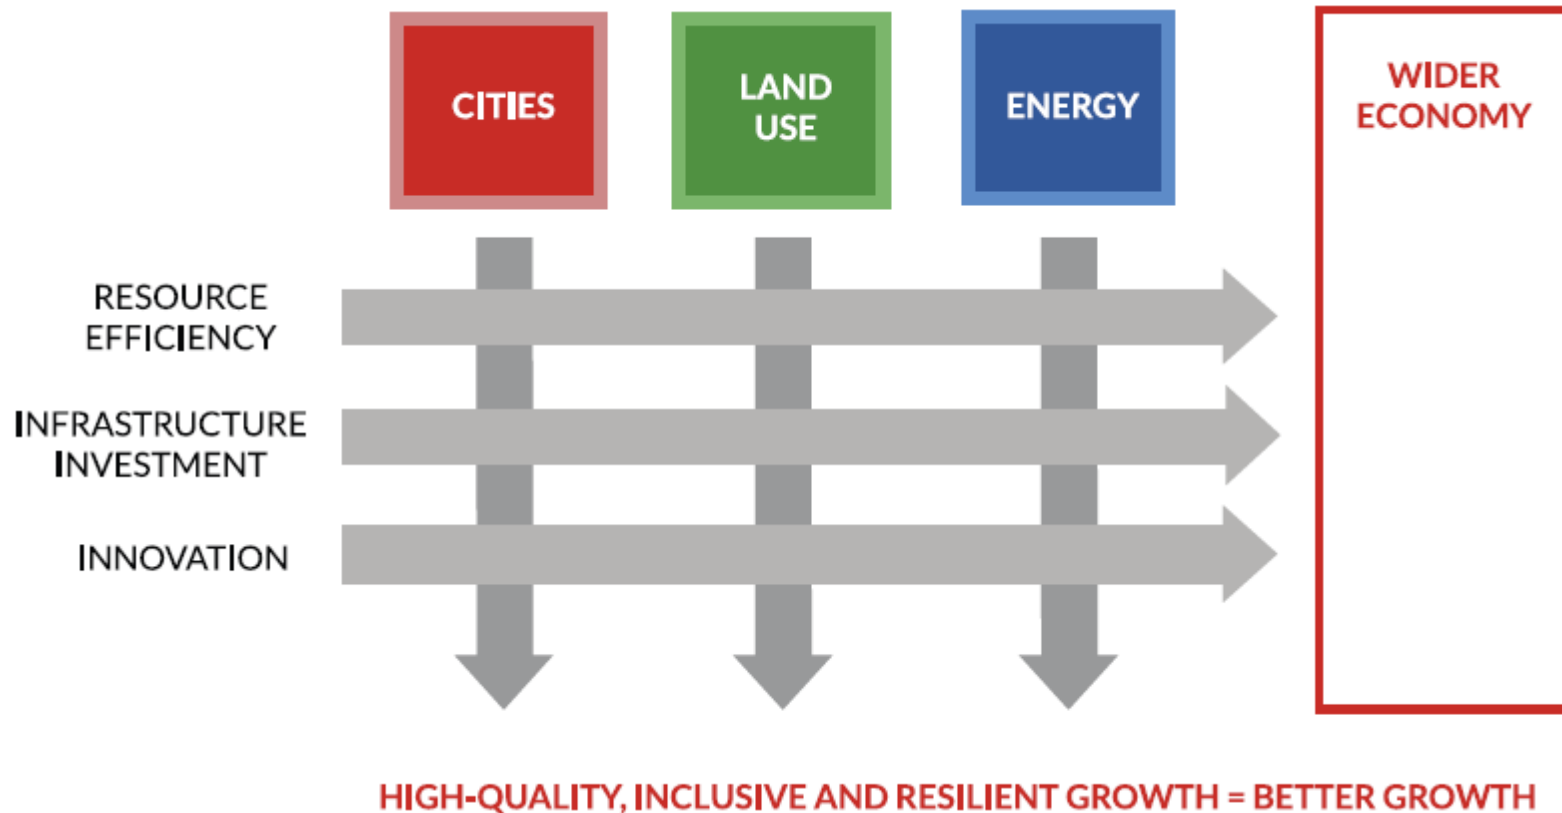 CITIES
LAND
USE
ENERGY
WIDER
ECONOMY
RESOURCE
EFFICIENCY
INFRASTRUCTURE
INVESTMENT
INNOVATION
HIGH-QUALITY, INCLUSIVE AND RESILIENT GROWTH = BETTER GROWTH